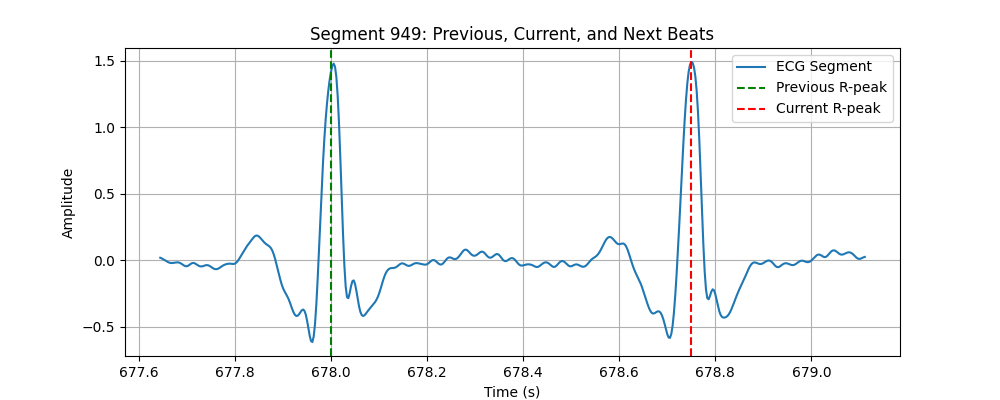 Segment 949: Previous, Current, and Next Beats
1.5
1.0
0.5
0.0
−0.5
Amplitude
ECG Segment
Previous R-peak
Current R-peak
677.6 677.8 678.0 678.2 678.4 678.6 678.8 679.0
Time (s)